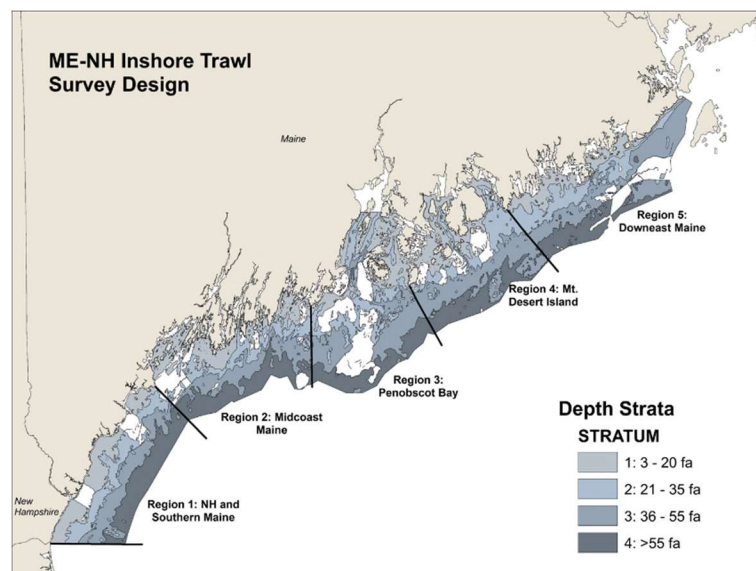 ME-NH Inshore Trawl
Survey Design
Maine
Region 5:
Downeast Maine
Region 4: Mt.
Desert Island
Region 3:
Penobscot Bay
Region 2: Midcoast
Maine
Region 1: NH and
Southern Maine
New
Hampshire
Depth Strata
STRATUM
1: 3 - 20 fa
2: 21 - 35 fa
3: 36 - 55 fa
4: >55 fa